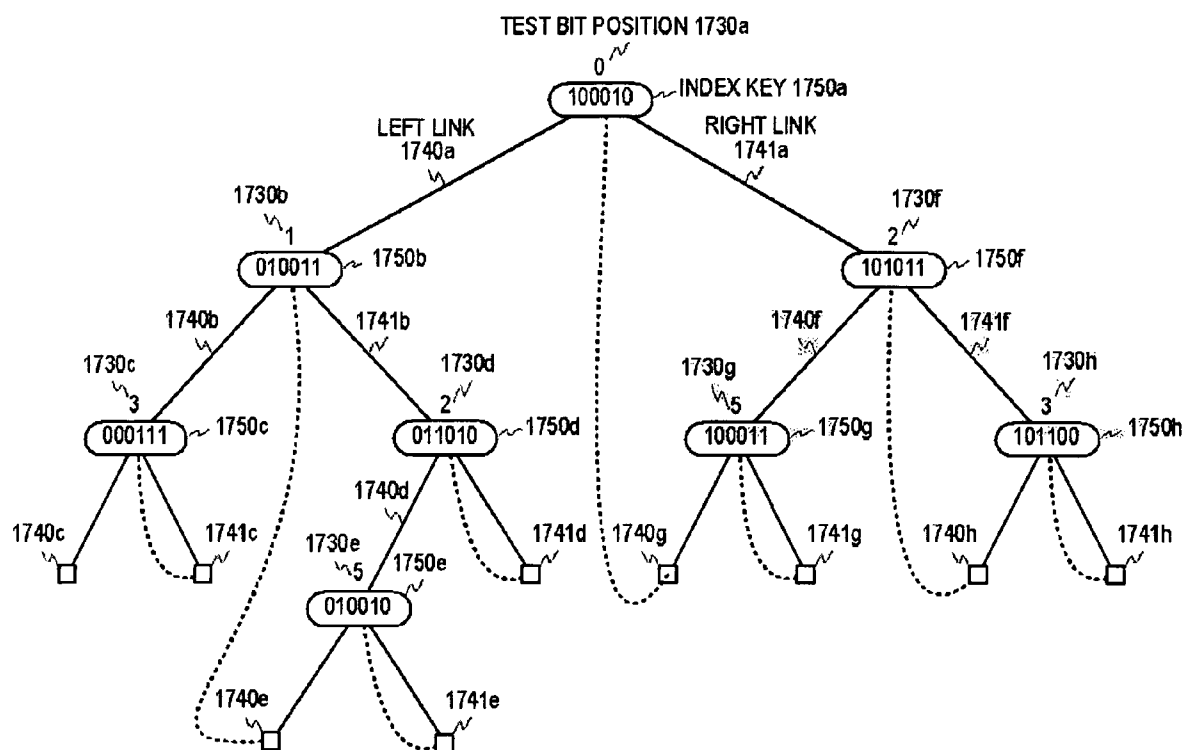 TEST BIT POSITION 1730a
0
100010
INDEX KEY 1750a
LEFT LINK
1740a
RIGHT LINK
1741a
1730b
1
010011
1750b
1730f
2
101011
1750f
1740b
1741b
1740f
1741f
1730c
3
000111
1750c
1730d
2
011010
1750d
1730g
5
100011
1750g
1730h
3
101100
1750h
1740c
1741c
1740d
1741d
1740g
1741g
1740h
1741h
1730e
5
1750e
010010
1740e
1741e